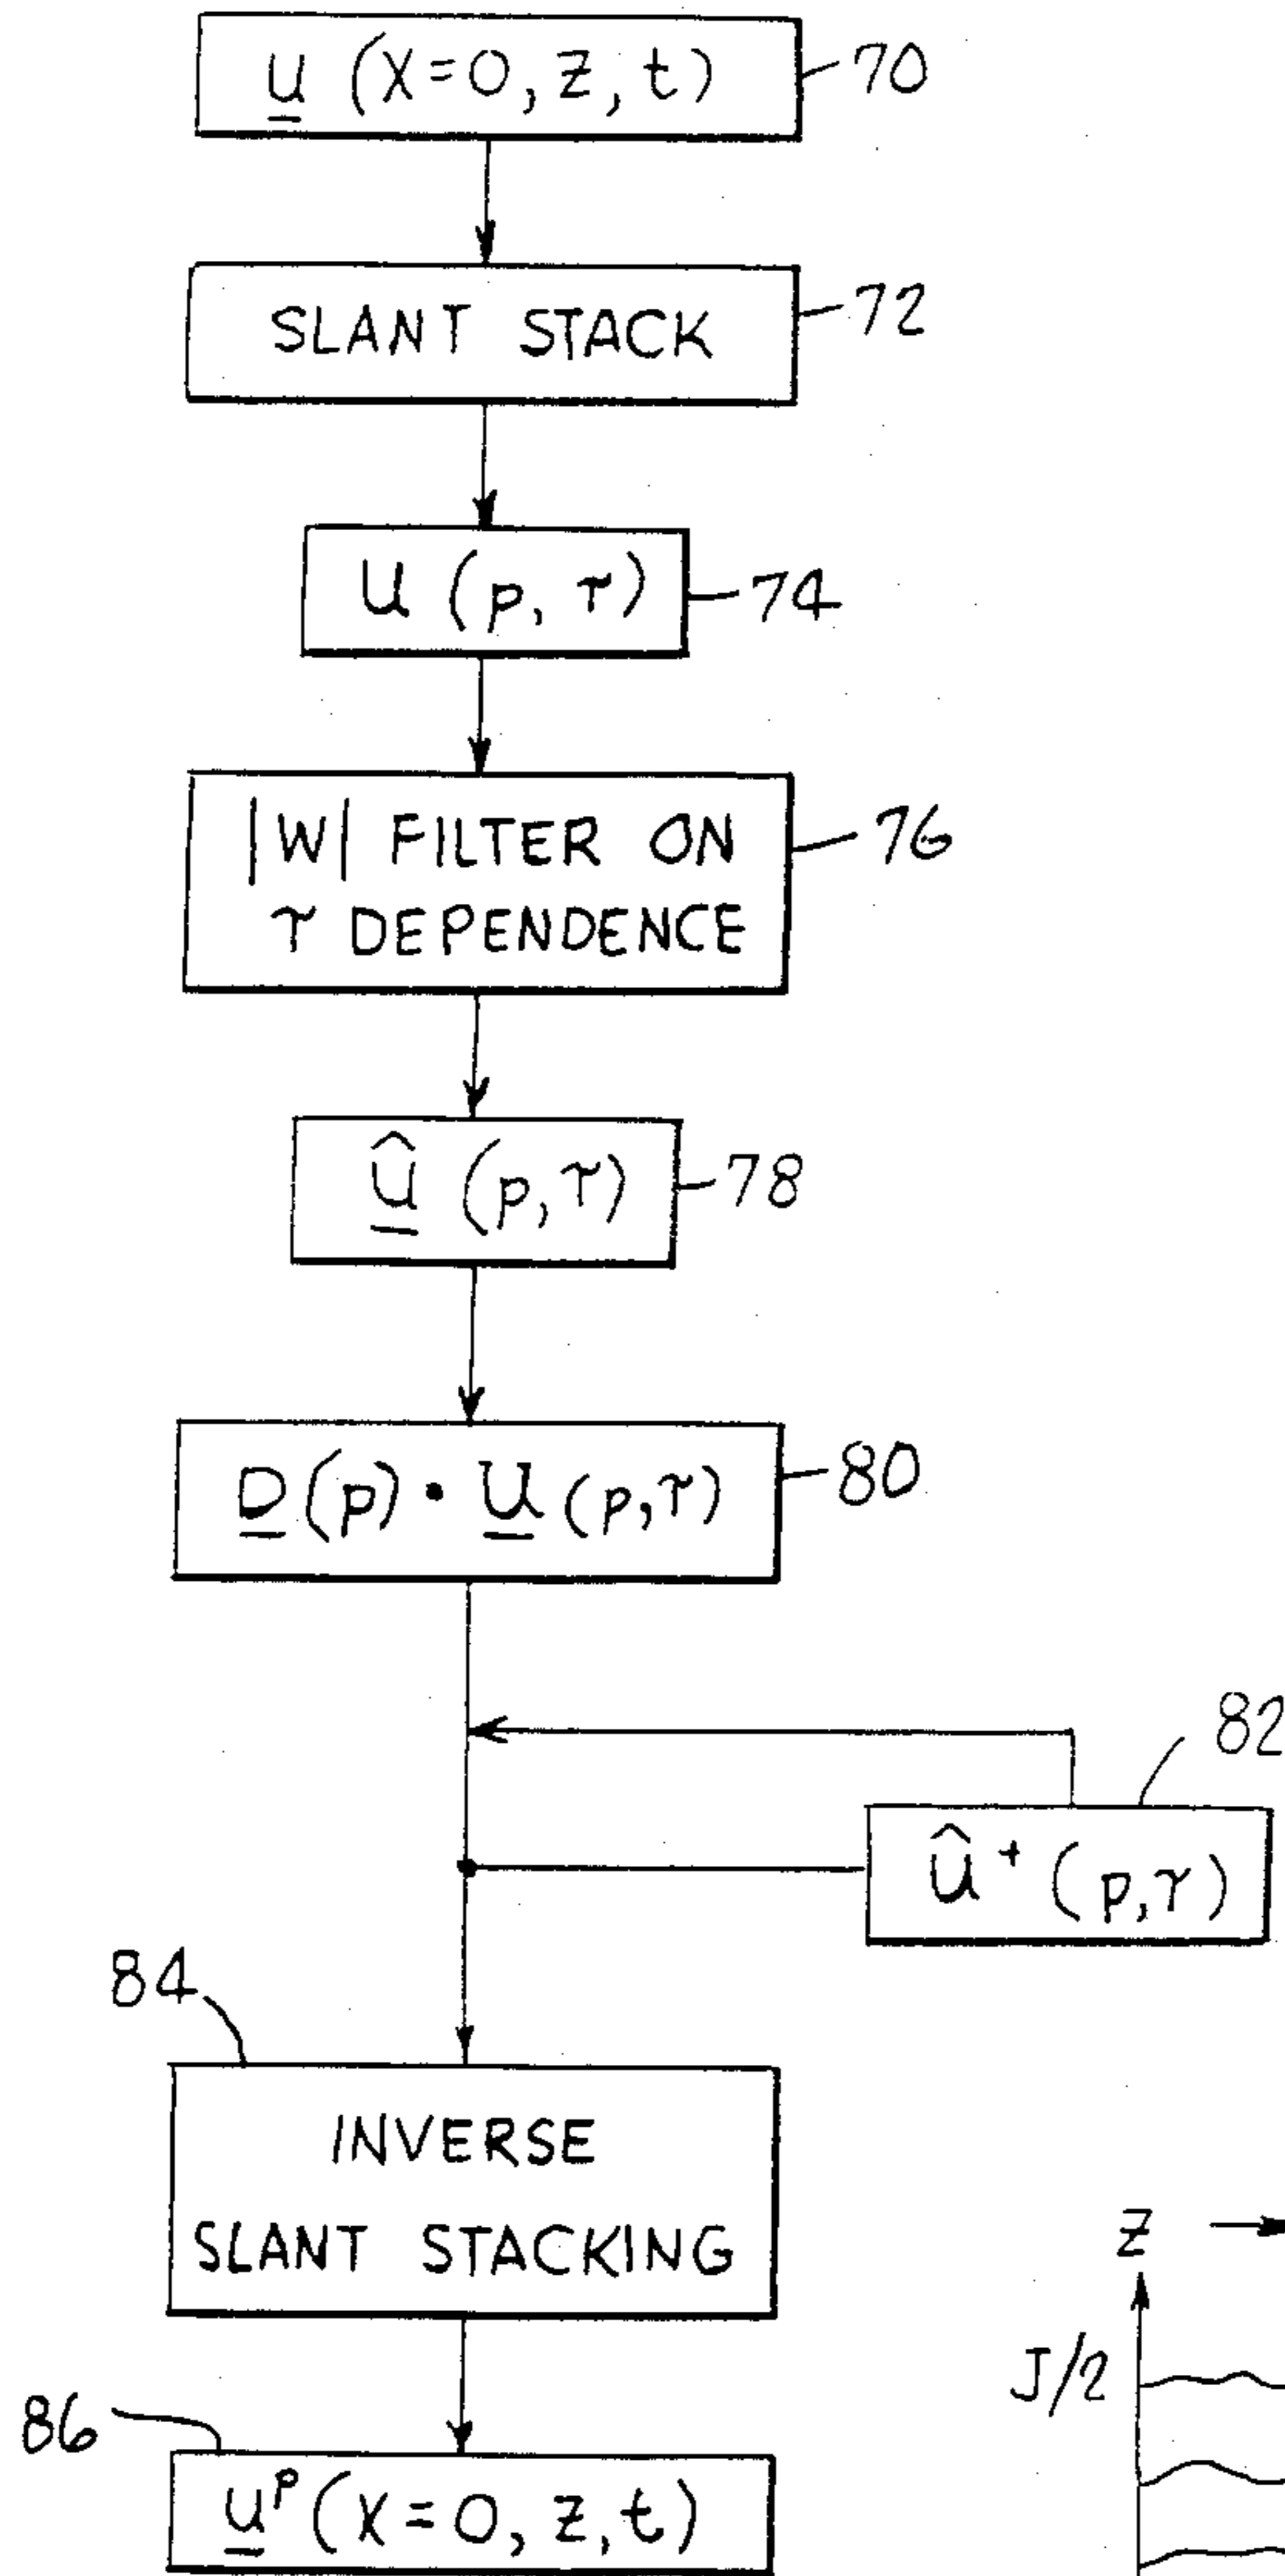 u (X=0, Z, t)
70
SLANT STACK
72
U (p, τ)
74
|W| FILTER ON
τ DEPENDENCE
76
û (p, τ)
78
D(p) • U (p, τ)
80
82
û⁺ (p, τ)
84
INVERSE
SLANT STACKING
Z
J/2
86
uᴾ (X=0, Z, t)